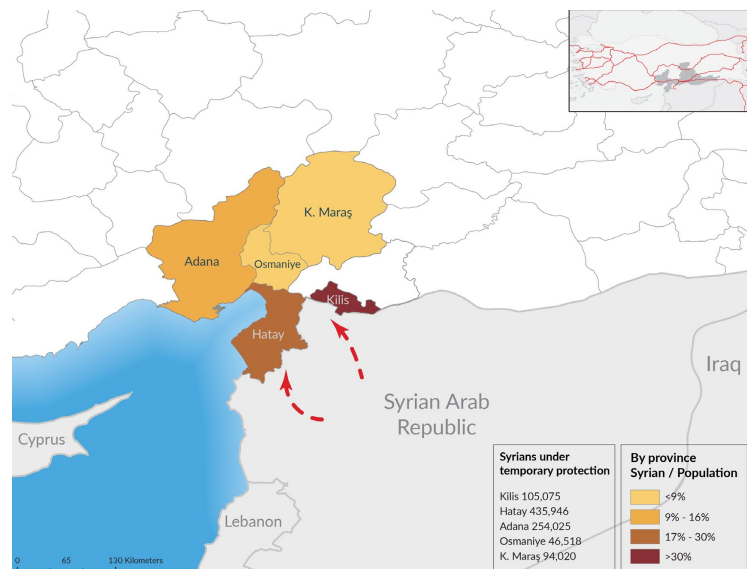 K. Maraş
Adana
Osmaniye
Kilis
Hatay
Iraq
Syrian Arab
Republic
Cyprus
Lebanon
Syrians under
temporary protection
Kilis 105,075
Hatay 435,946
Adana 254,025
Osmaniye 46,518
K. Maraş 94,020
By province
Syrian / Population
<9%
9% - 16%
17% - 30%
>30%
0 65 130 Kilometers